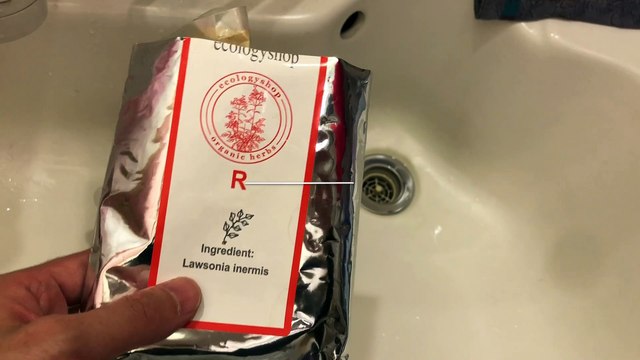 ecologyshop
ecologyshop
organic herbs
R
Ingredient:
Lawsonia inermis